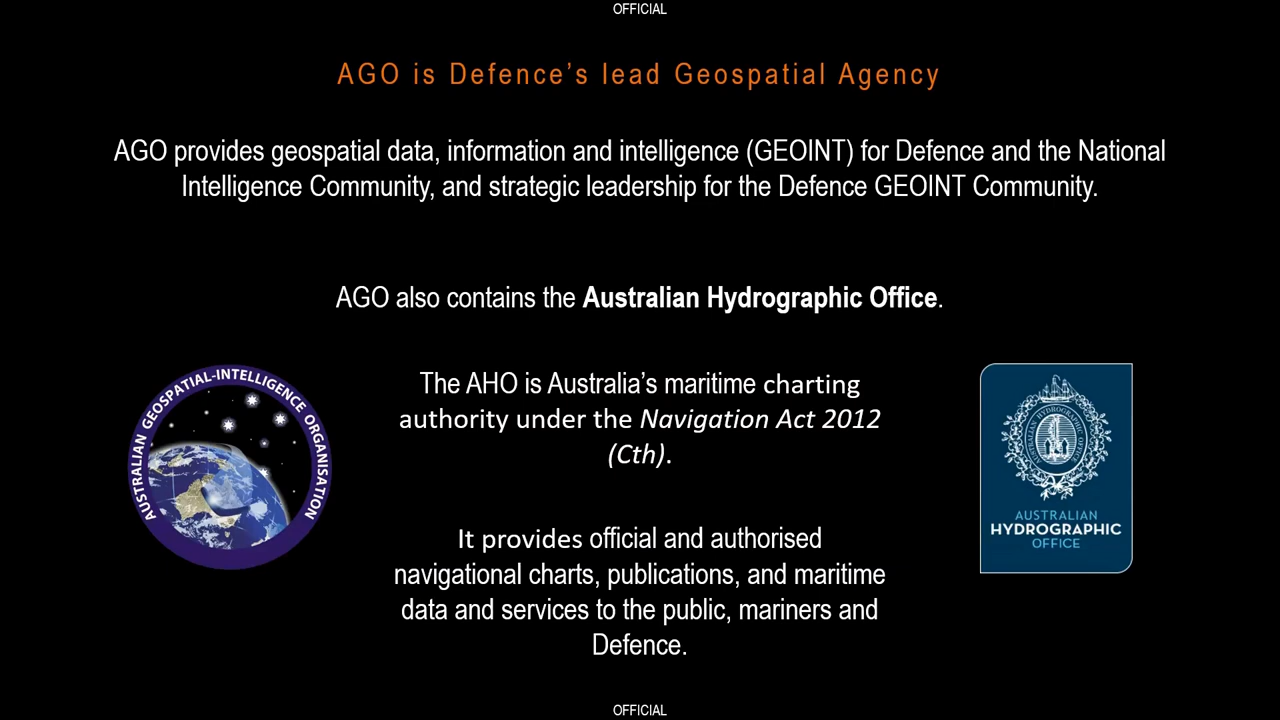 OFFICIAL
AGO is Defence’s lead Geospatial Agency
AGO provides geospatial data, information and intelligence (GEOINT) for Defence and the National
Intelligence Community, and strategic leadership for the Defence GEOINT Community.
AGO also contains the Australian Hydrographic Office.
AUSTRALIAN GEOSPATIAL-INTELLIGENCE ORGANISATION
The AHO is Australia’s maritime charting
authority under the Navigation Act 2012
(Cth).
It provides official and authorised
navigational charts, publications, and maritime
data and services to the public, mariners and
Defence.
AUSTRALIAN HYDROGRAPHIC OFFICE
AUSTRALIAN
HYDROGRAPHIC
OFFICE
OFFICIAL